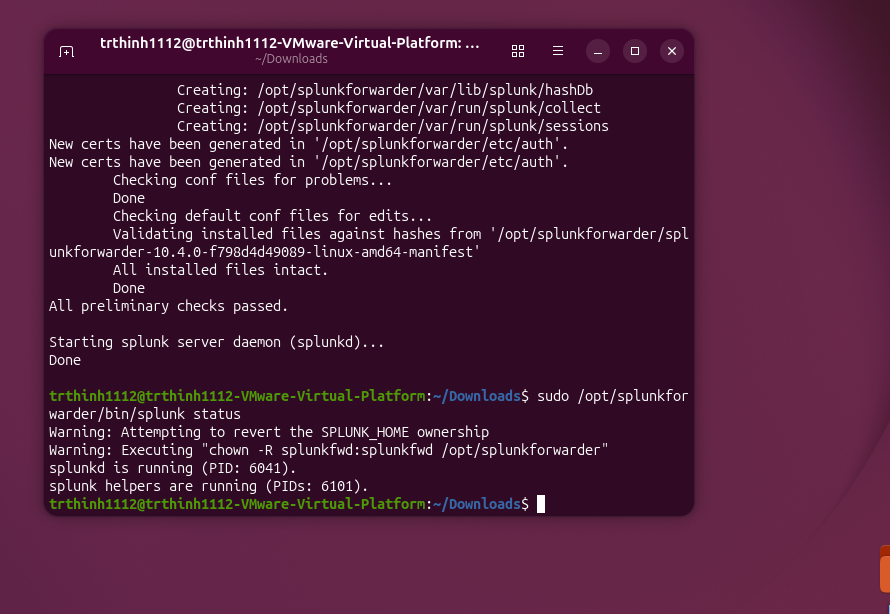 trthinh1112@trthinh1112-VMware-Virtual-Platform: ...
~/Downloads
Creating: /opt/splunkforwarder/var/lib/splunk/hashDb
Creating: /opt/splunkforwarder/var/run/splunk/collect
Creating: /opt/splunkforwarder/var/run/splunk/sessions
New certs have been generated in '/opt/splunkforwarder/etc/auth'.
New certs have been generated in '/opt/splunkforwarder/etc/auth'.
Checking conf files for problems...
Done
Checking default conf files for edits...
Validating installed files against hashes from '/opt/splunkforwarder/spl
unkforwarder-10.4.0-f798d4d49089-linux-amd64-manifest'
All installed files intact.
Done
All preliminary checks passed.
Starting splunk server daemon (splunkd)...
Done
trthinh1112@trthinh1112-VMware-Virtual-Platform:~/Downloads$ sudo /opt/splunkfor
warder/bin/splunk status
Warning: Attempting to revert the SPLUNK_HOME ownership
Warning: Executing "chown -R splunkfwd:splunkfwd /opt/splunkforwarder"
splunkd is running (PID: 6041).
splunk helpers are running (PIDs: 6101).
trthinh1112@trthinh1112-VMware-Virtual-Platform:~/Downloads$